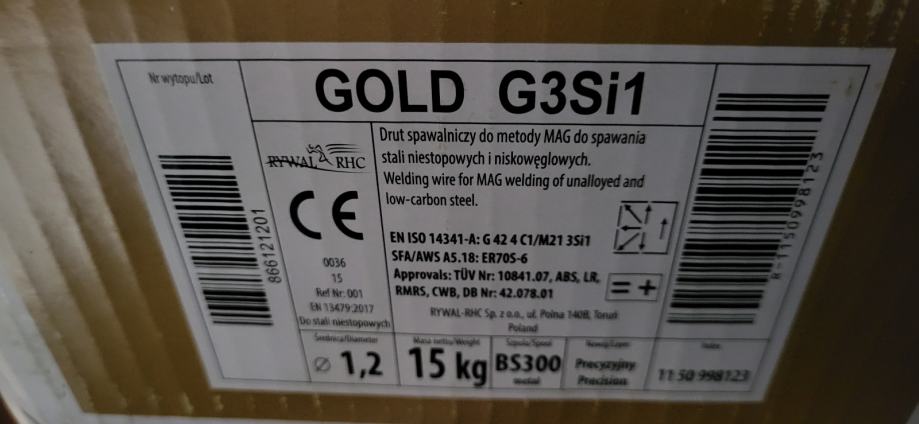 Nr wytopu/Lot
866121201
GOLD G3Si1
RYWAL RHC
CE
0036
15
Ref Nr: 001
EN 13479:2017
Do stali niestopowych
Drut spawalniczy do metody MAG do spawania
stali niestopowych i niskowęglowych.
Welding wire for MAG welding of unalloyed and
low-carbon steel.
EN ISO 14341-A: G 42 4 C1/M21 3Si1
SFA/AWS A5.18: ER70S-6
Approvals: TÜV Nr: 10841.07, ABS, LR,
RMRS, CWB, DB Nr: 42.078.01
= +
RYWAL-RHC Sp. z o.o., ul. Polna 140B, Toruń
Poland
Średnica/Diameter
Ø 1,2
Masa netto/Weight
15 kg
Szpula/Spool
BS300
metal
Nawój/Layer
Precyzyjny
Precision
Index
11 50 998123
8-1150998123